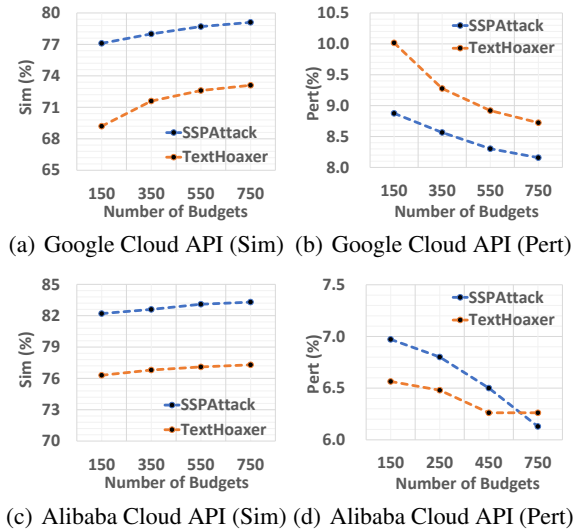 80
77
74
71
68
65
Sim (%)
SSPAttack
TextHoaxer
150 350 550 750
Number of Budgets
10.5
10.0
9.5
9.0
8.5
8.0
Pert(%)
SSPAttack
TextHoaxer
150 350 550 750
Number of Budgets
(a) Google Cloud API (Sim) (b) Google Cloud API (Pert)
85
82
79
76
73
70
Sim (%)
SSPAttack
TextHoaxer
150 350 550 750
Number of Budgets
7.5
7.0
6.5
6.0
Pert (%)
SSPAttack
TextHoaxer
150 250 450 750
Number of Budgets
(c) Alibaba Cloud API (Sim) (d) Alibaba Cloud API (Pert)